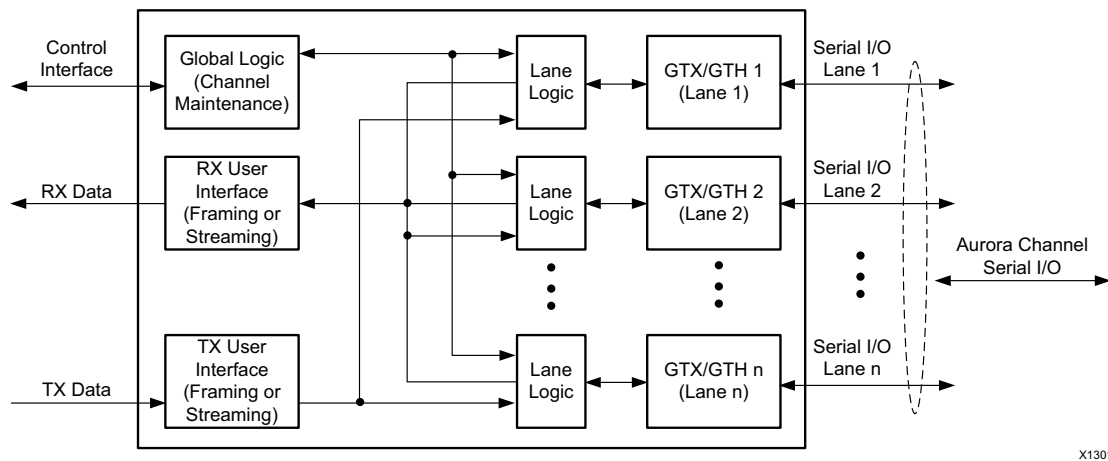 Control
Interface
Global Logic
(Channel
Maintenance)
Lane
Logic
GTX/GTH 1
(Lane 1)
Serial I/O
Lane 1
RX Data
RX User
Interface
(Framing or
Streaming)
Lane
Logic
GTX/GTH 2
(Lane 2)
Serial I/O
Lane 2
Aurora Channel
Serial I/O
TX Data
TX User
Interface
(Framing or
Streaming)
Lane
Logic
GTX/GTH n
(Lane n)
Serial I/O
Lane n